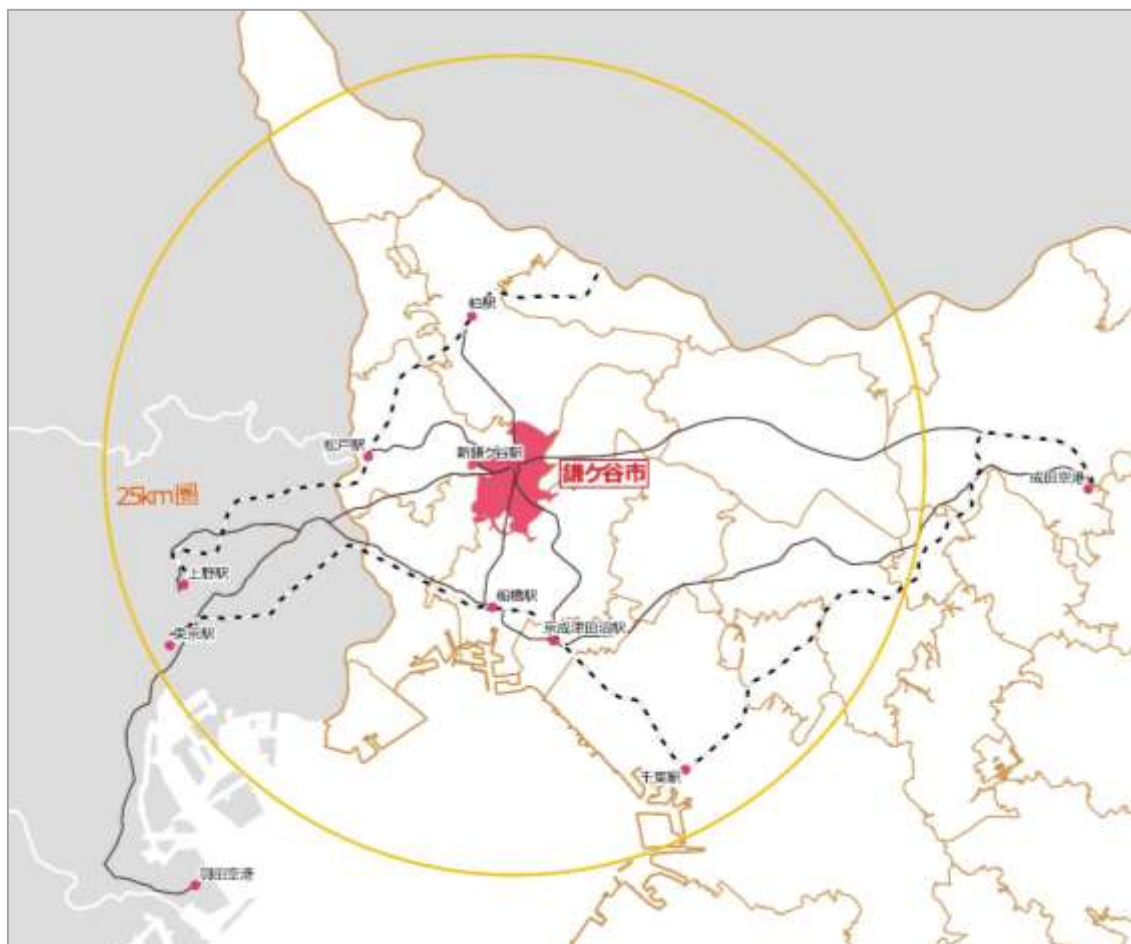 柏駅
松戸駅
新鎌ケ谷駅
鎌ケ谷市
成田空港
25km圏
上野駅
船橋駅
京成津田沼駅
東京駅
千葉駅
羽田空港